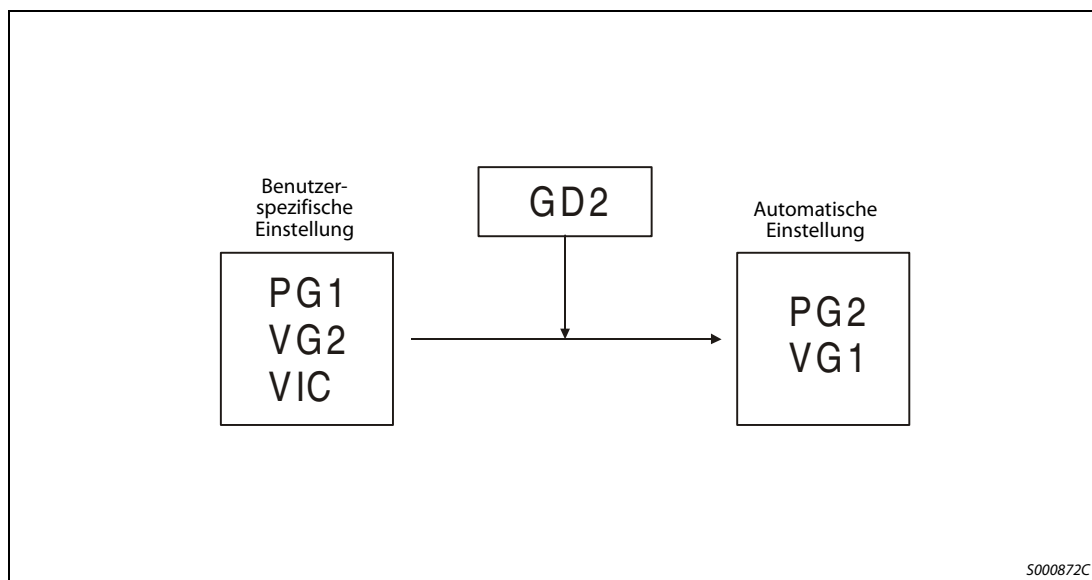 Benutzer-
spezifische
Einstellung
PG1
VG2
VIC
GD2
Automatische
Einstellung
PG2
VG1
S000872C